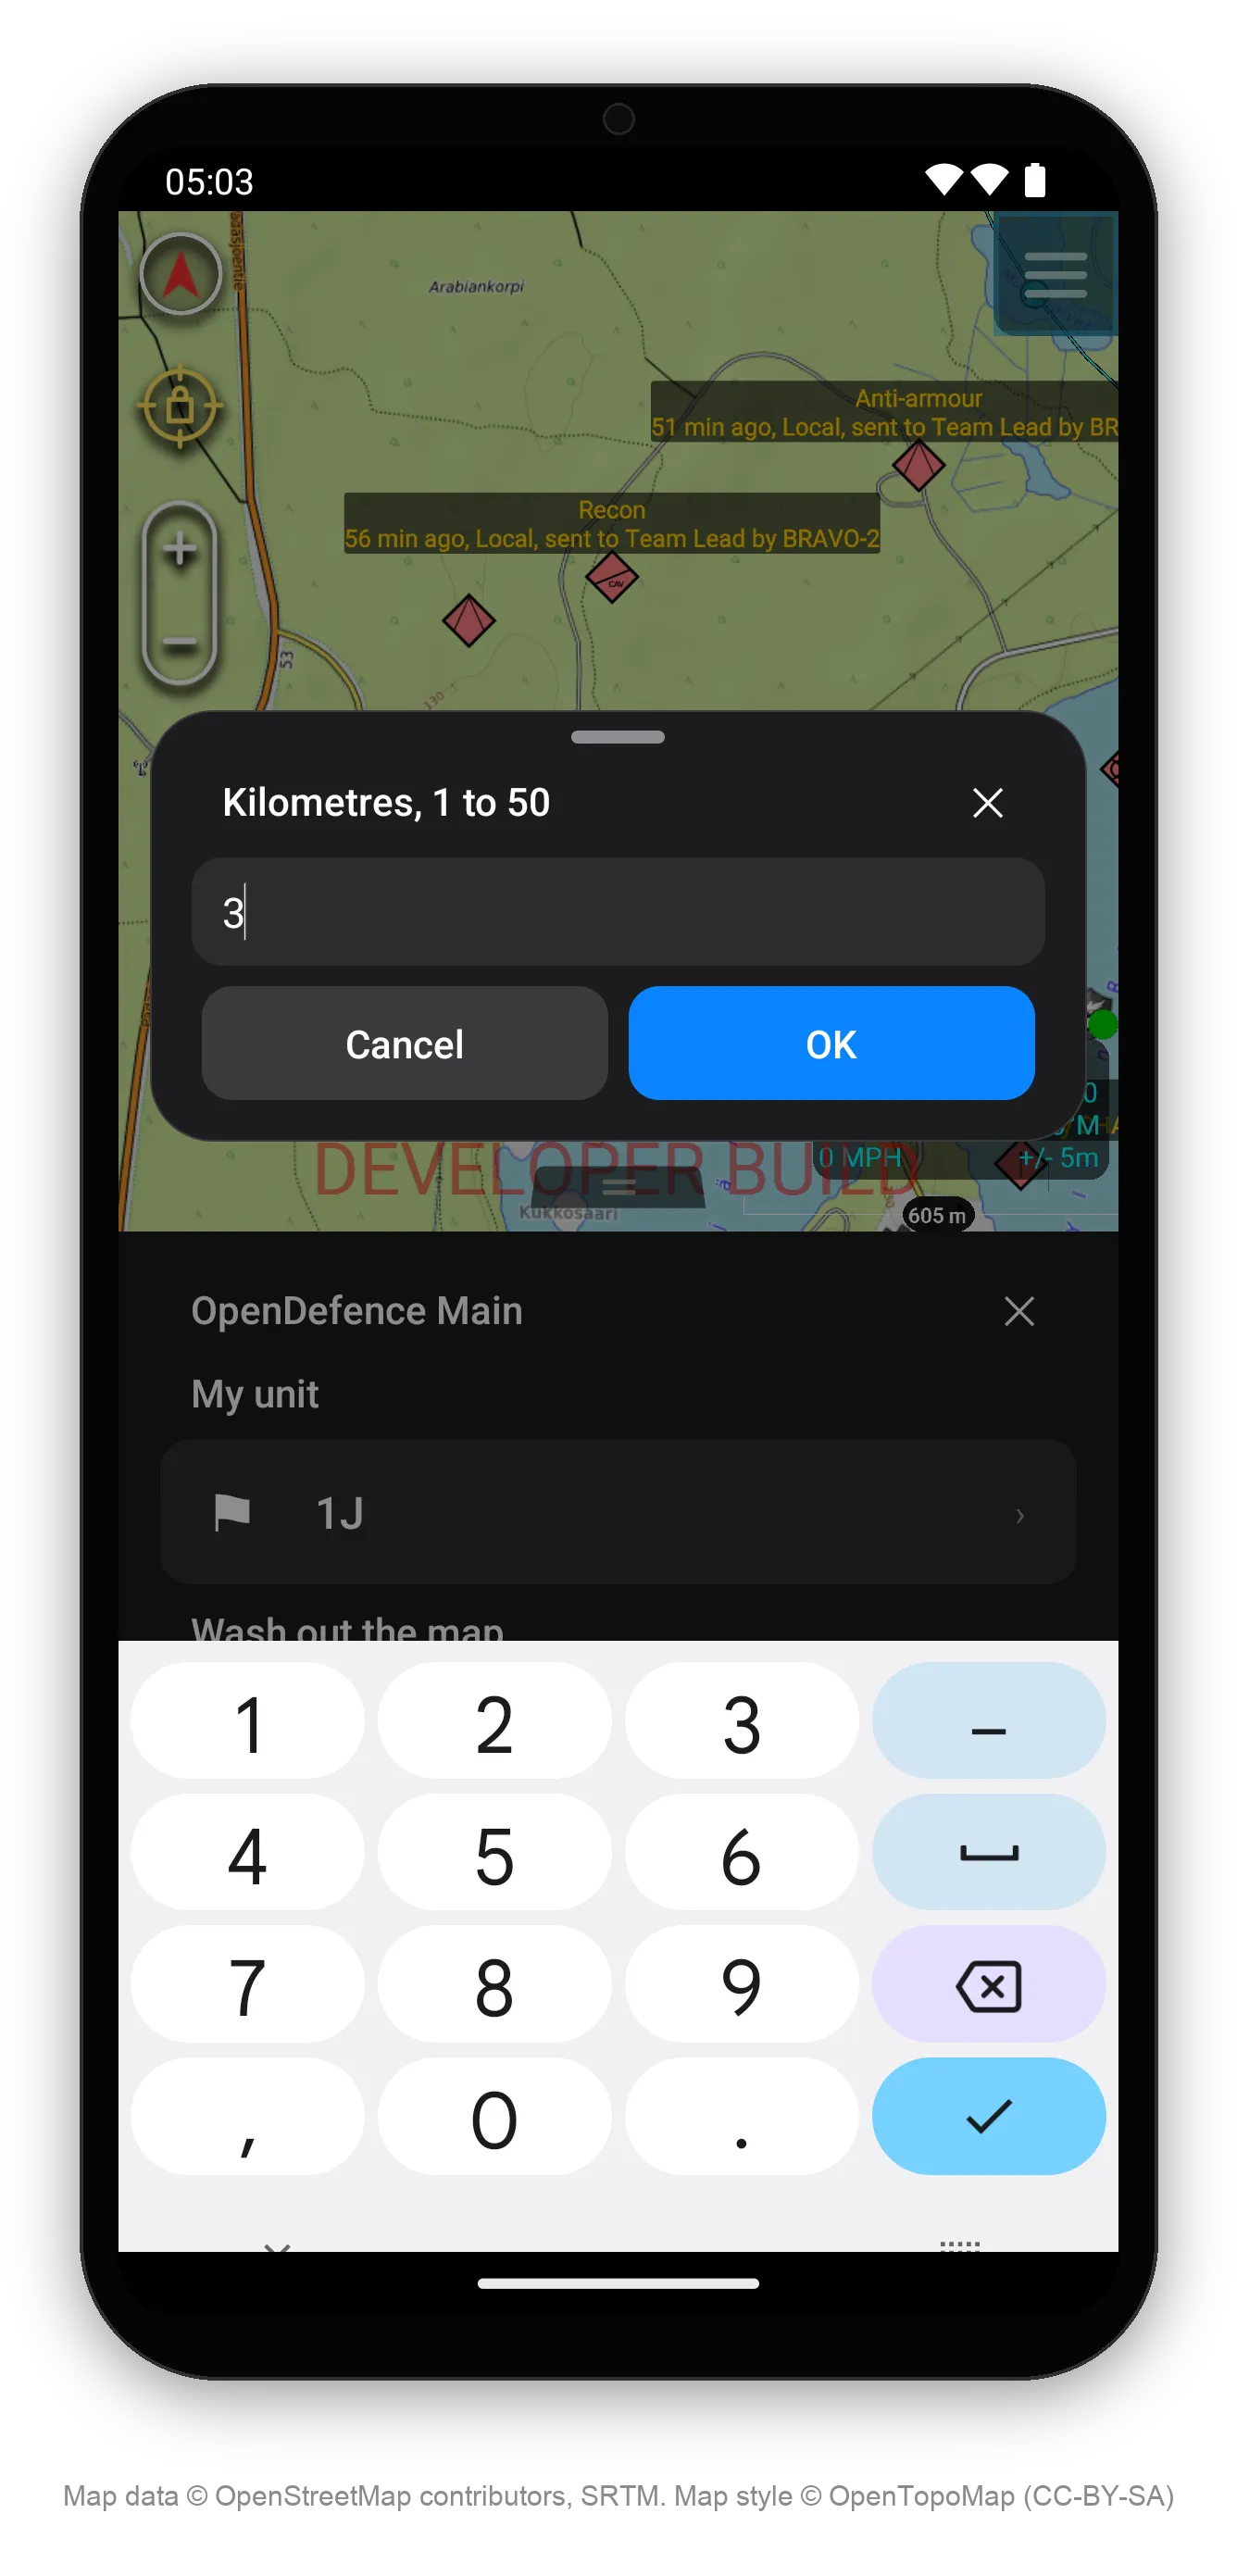 05:03
Arabiankorpi
Anti-armour
51 min ago, Local, sent to Team Lead by BR
Recon
56 min ago, Local, sent to Team Lead by BRAVO-2
CAV
53
130
Kilometres, 1 to 50
3
Cancel
OK
0 MPH
+/- 5m
DEVELOPER BUILD
Kukkosaari
605 m
OpenDefence Main
My unit
1J
Wash out the map
1 2 3 –
4 5 6
7 8 9
, 0 .
Map data © OpenStreetMap contributors, SRTM. Map style © OpenTopoMap (CC-BY-SA)